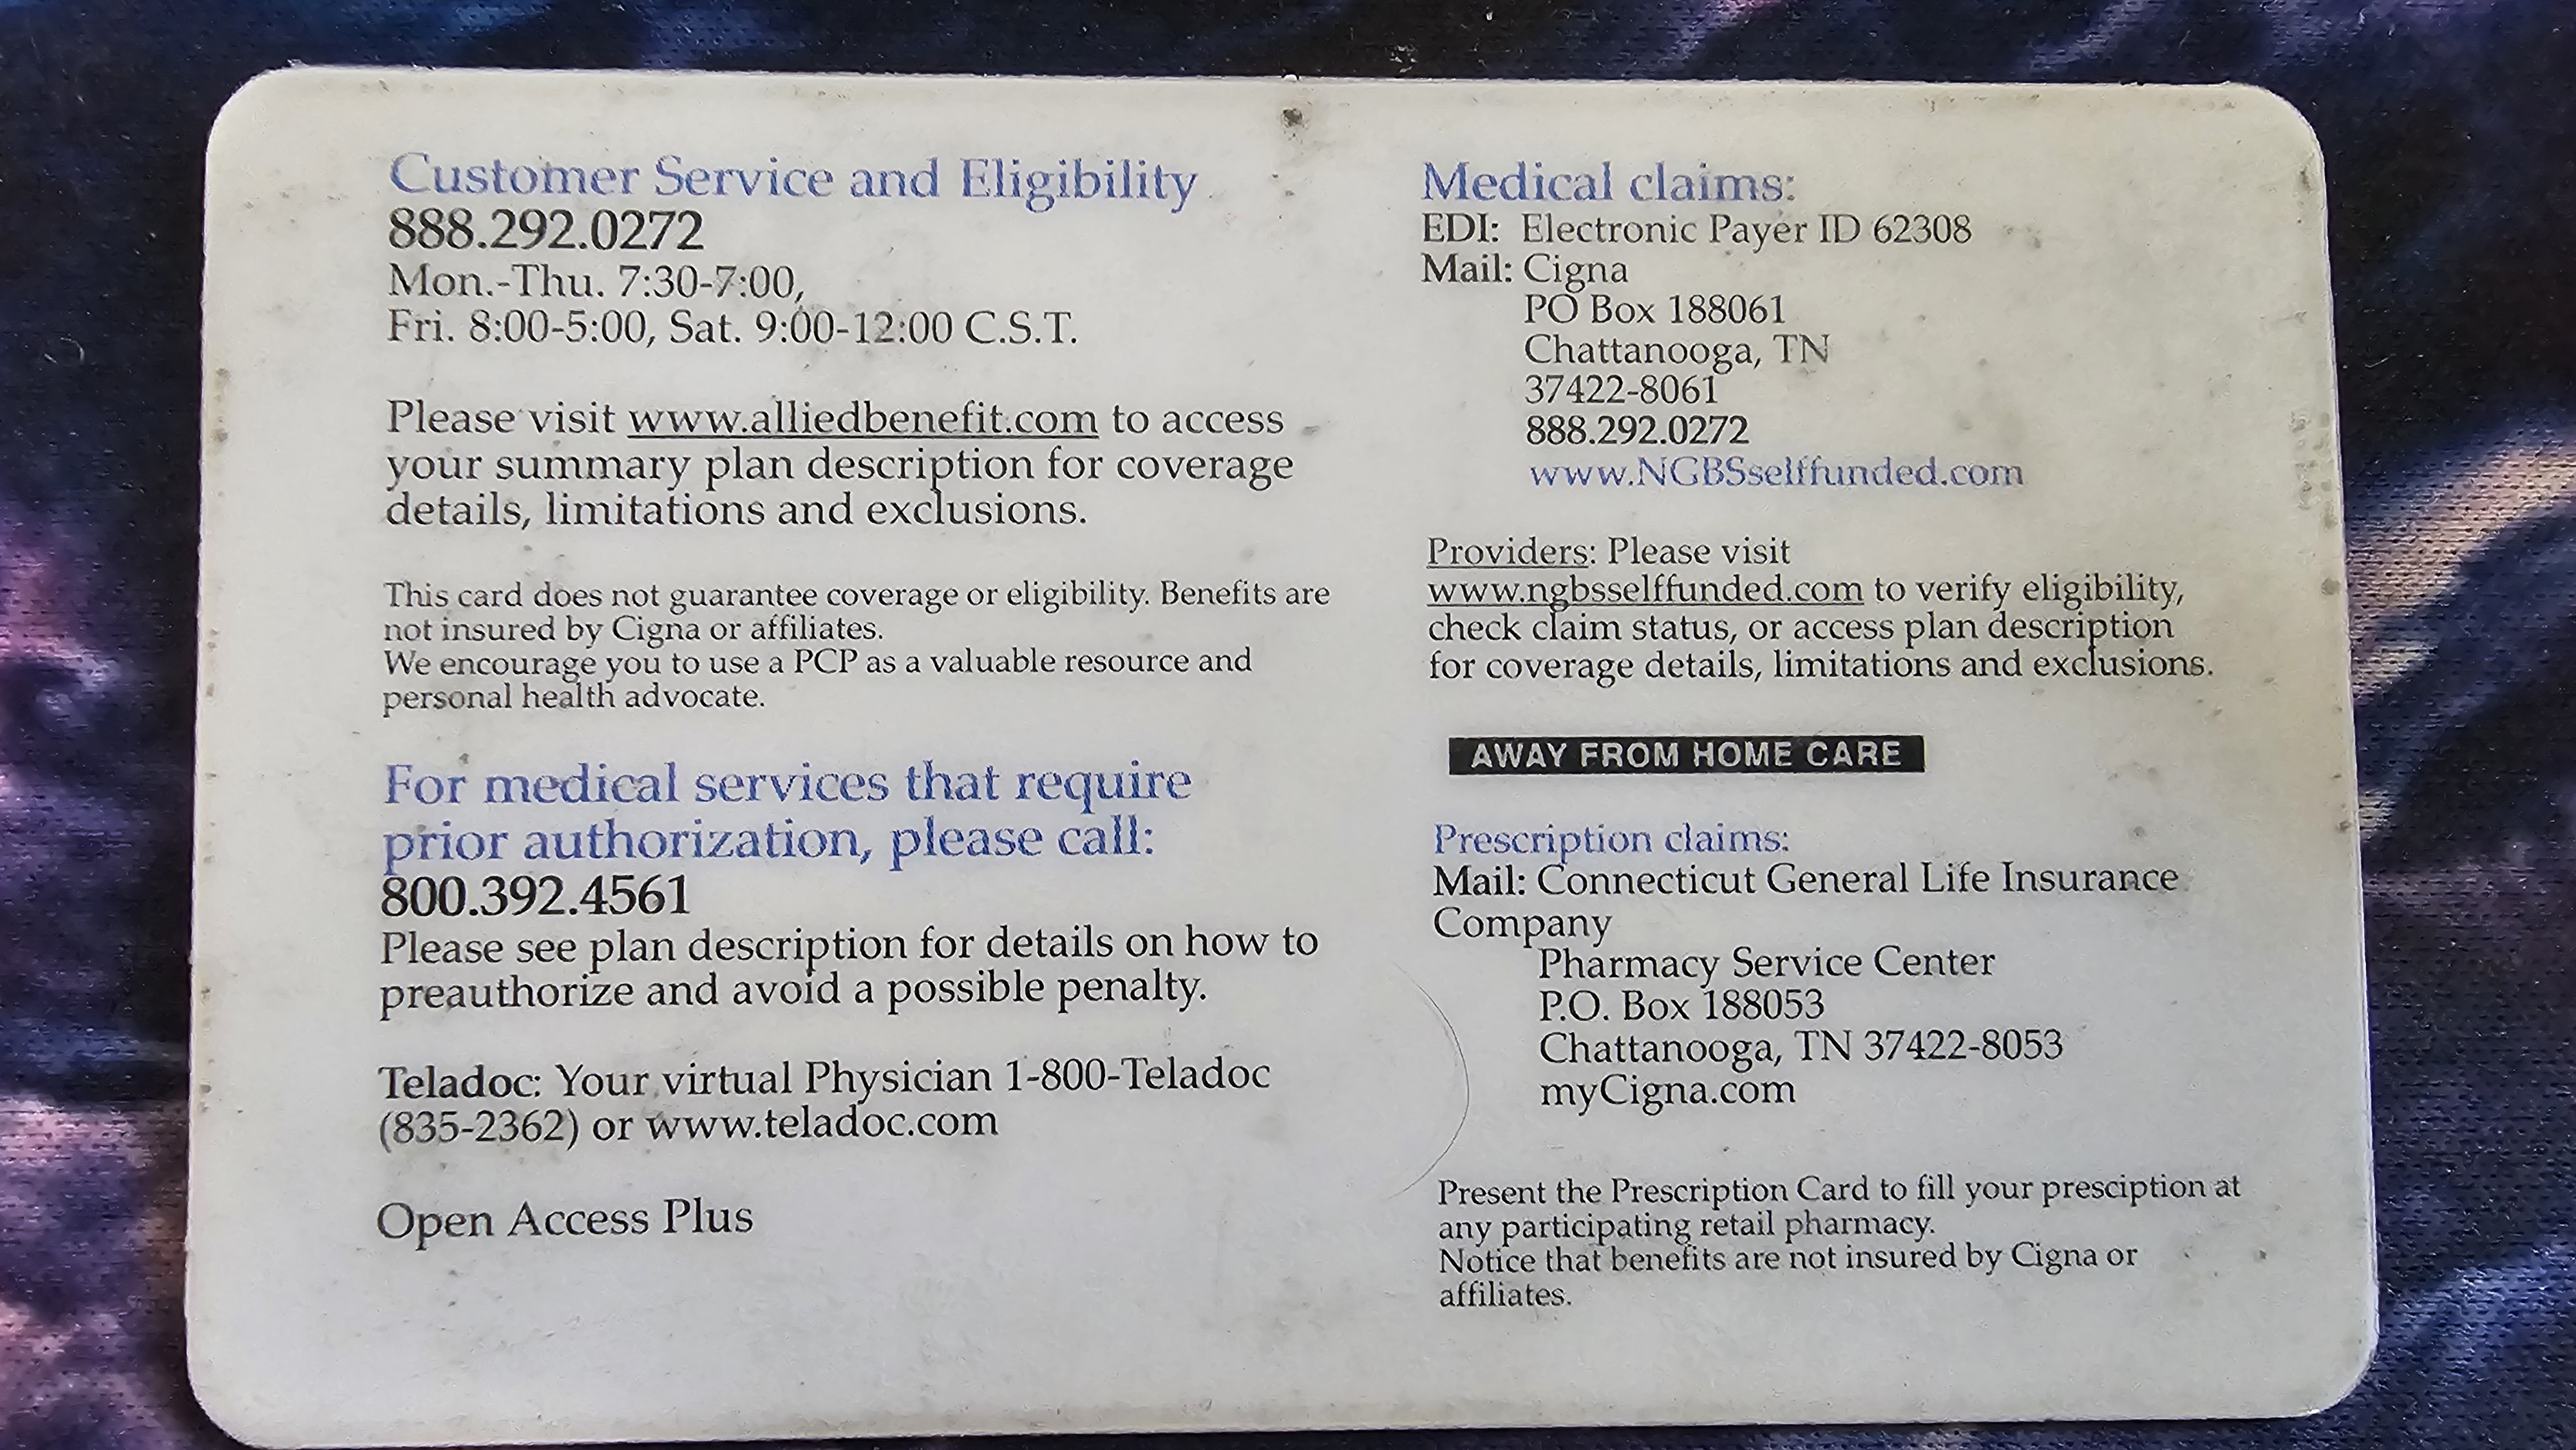 Customer Service and Eligibility
888.292.0272
Mon.-Thu. 7:30-7:00,
Fri. 8:00-5:00, Sat. 9:00-12:00 C.S.T.
Please visit www.alliedbenefit.com to access
your summary plan description for coverage
details, limitations and exclusions.
This card does not guarantee coverage or eligibility. Benefits are
not insured by Cigna or affiliates.
We encourage you to use a PCP as a valuable resource and
personal health advocate.
For medical services that require
prior authorization, please call:
800.392.4561
Please see plan description for details on how to
preauthorize and avoid a possible penalty.
Teladoc: Your virtual Physician 1-800-Teladoc
(835-2362) or www.teladoc.com
Open Access Plus
Medical claims:
EDI: Electronic Payer ID 62308
Mail: Cigna
PO Box 188061
Chattanooga, TN
37422-8061
888.292.0272
www.NGBSselffunded.com
Providers: Please visit
www.ngbsselffunded.com to verify eligibility,
check claim status, or access plan description
for coverage details, limitations and exclusions.
AWAY FROM HOME CARE
Prescription claims:
Mail: Connecticut General Life Insurance
Company
Pharmacy Service Center
P.O. Box 188053
Chattanooga, TN 37422-8053
myCigna.com
Present the Prescription Card to fill your presciption at
any participating retail pharmacy.
Notice that benefits are not insured by Cigna or
affiliates.